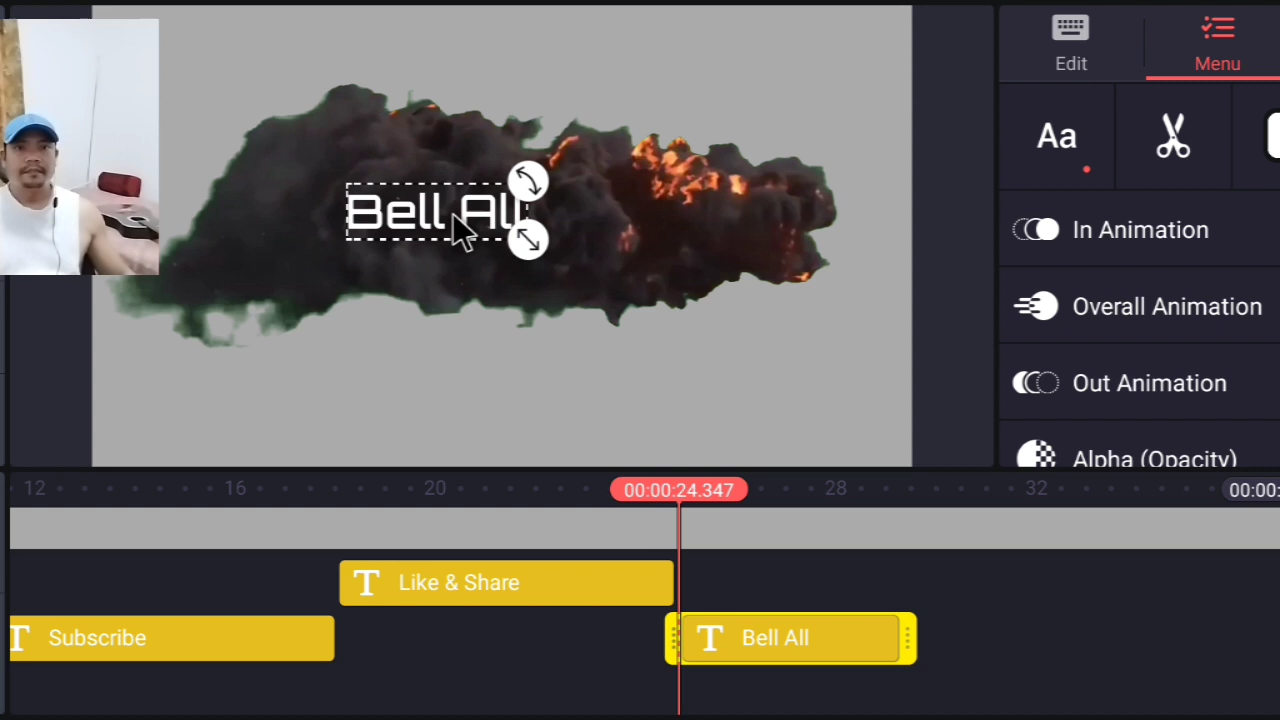 Edit
Menu
Aa
Bell All
In Animation
Overall Animation
Out Animation
Alpha (Opacity)
12
16
20
00:00:24.347
28
32
00:00:
T Like & Share
T Subscribe
T Bell All